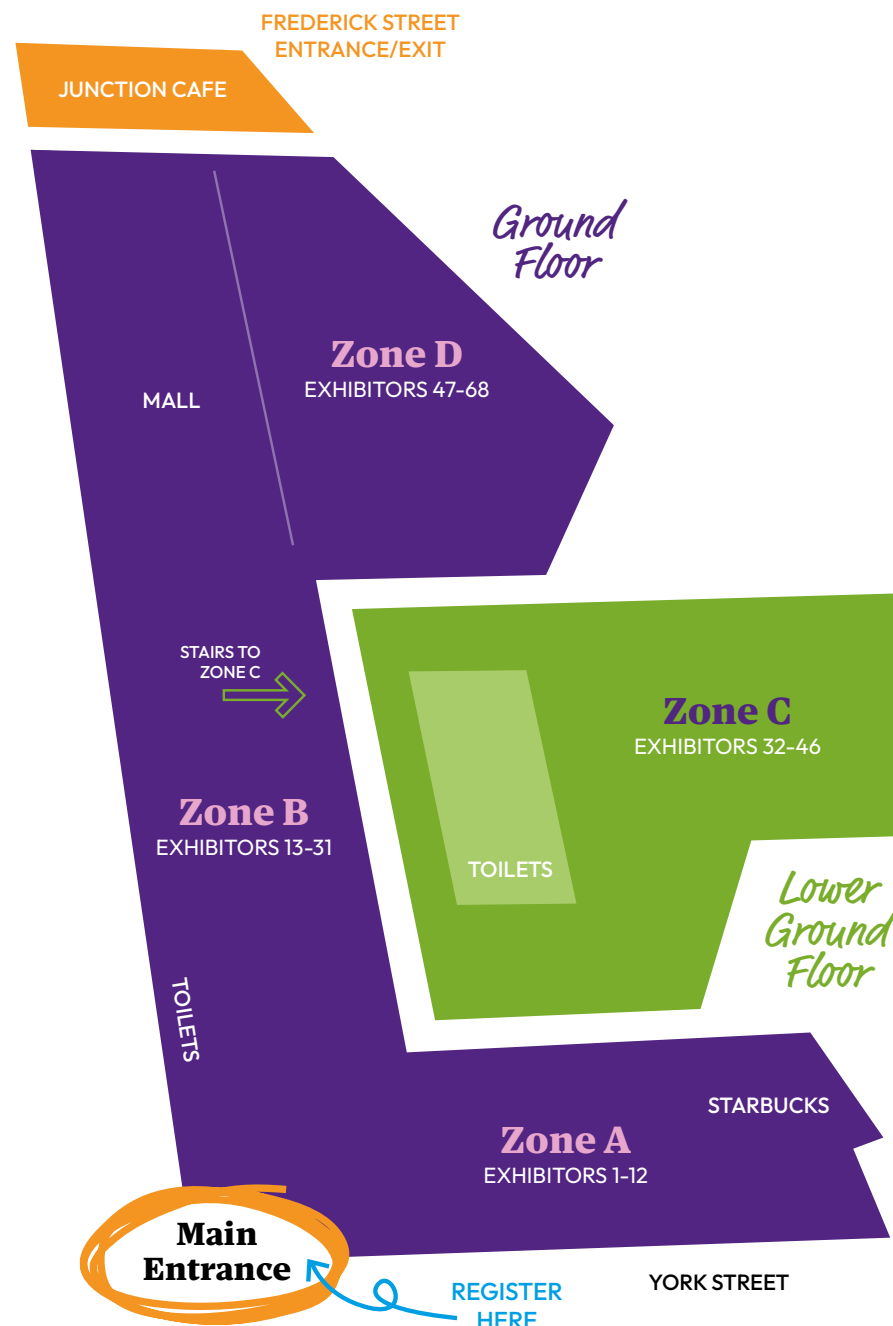 FREDERICK STREET
ENTRANCE/EXIT
JUNCTION CAFE
Ground
Floor
Zone D
EXHIBITORS 47-68
MALL
STAIRS TO
ZONE C
Zone C
EXHIBITORS 32-46
Zone B
EXHIBITORS 13-31
TOILETS
Lower
Ground
Floor
TOILETS
STARBUCKS
Zone A
EXHIBITORS 1-12
Main
Entrance
REGISTER
HERE
YORK STREET